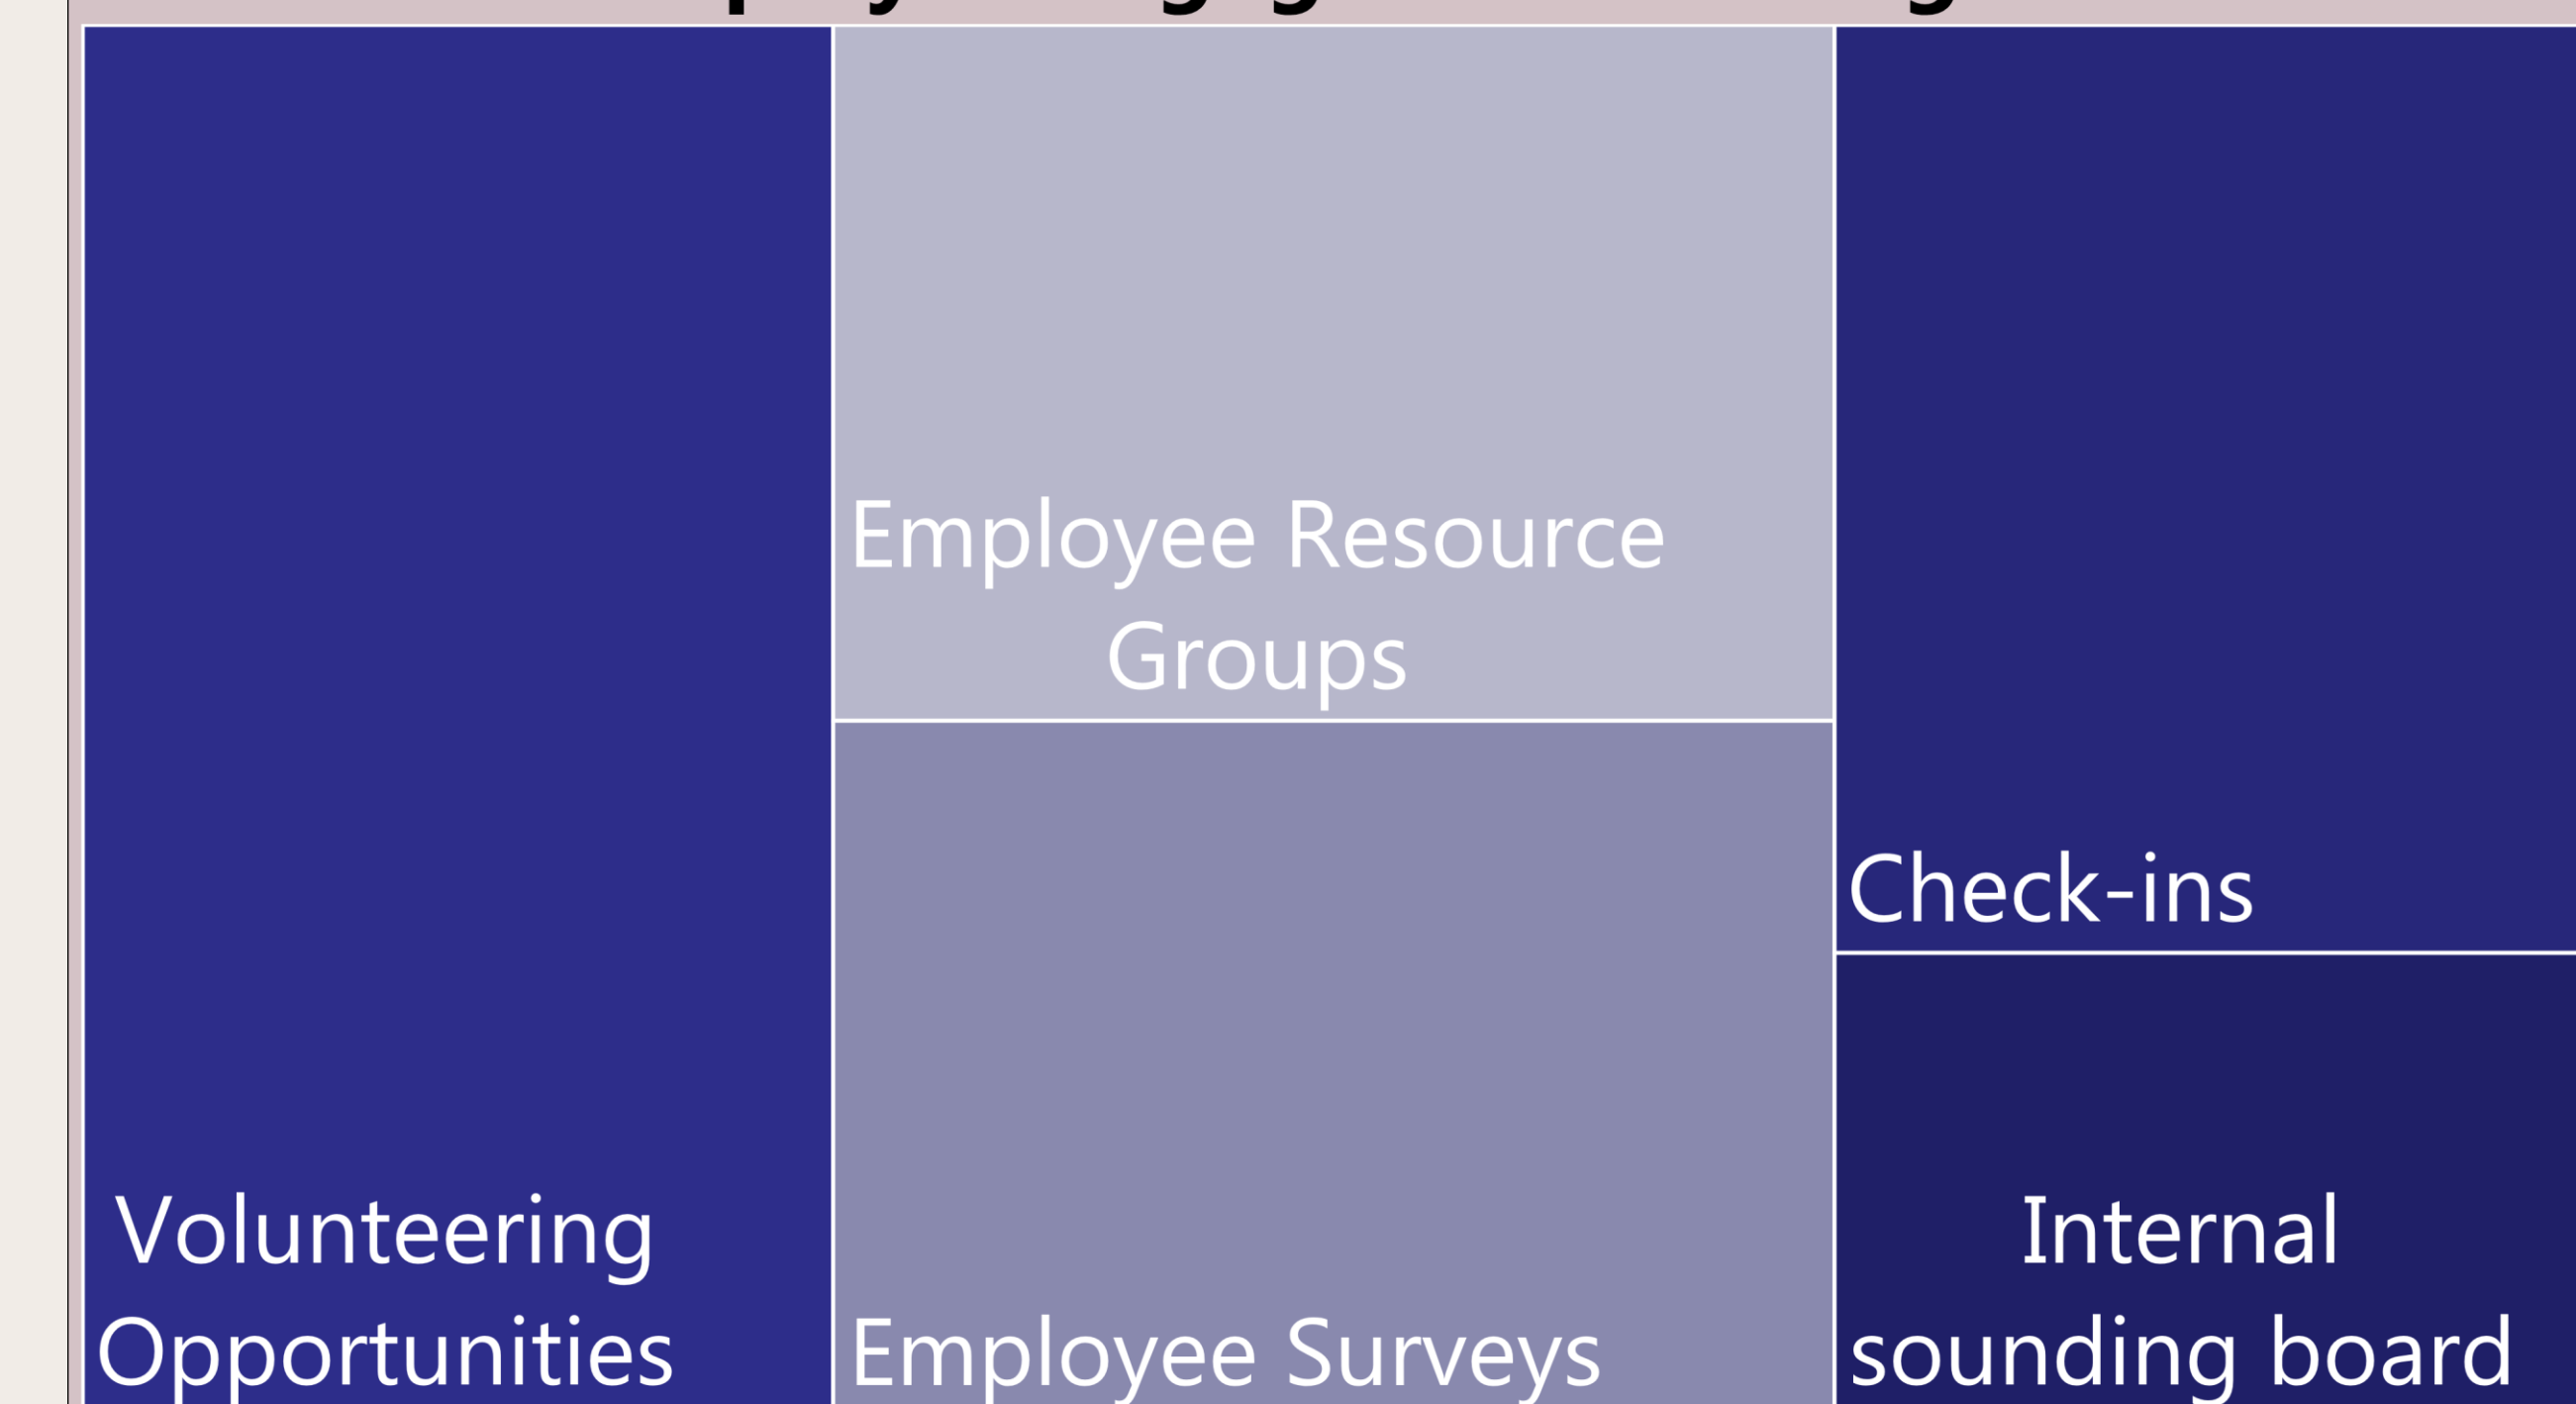 Employee Resource
Groups
Check-ins
Volunteering
Opportunities
Employee Surveys
Internal
sounding board